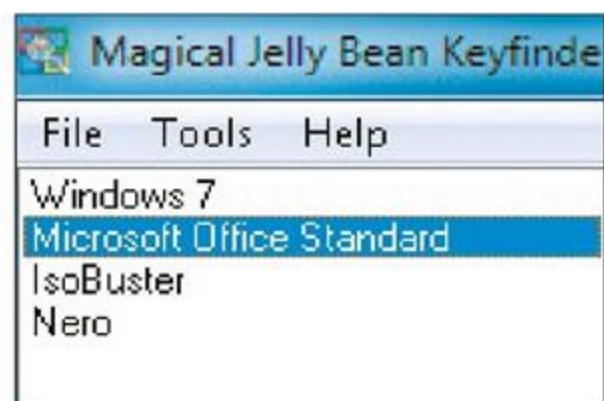 Magical Jelly Bean Keyfinde
File Tools Help
Windows 7
Microsoft Office Standard
IsoBuster
Nero